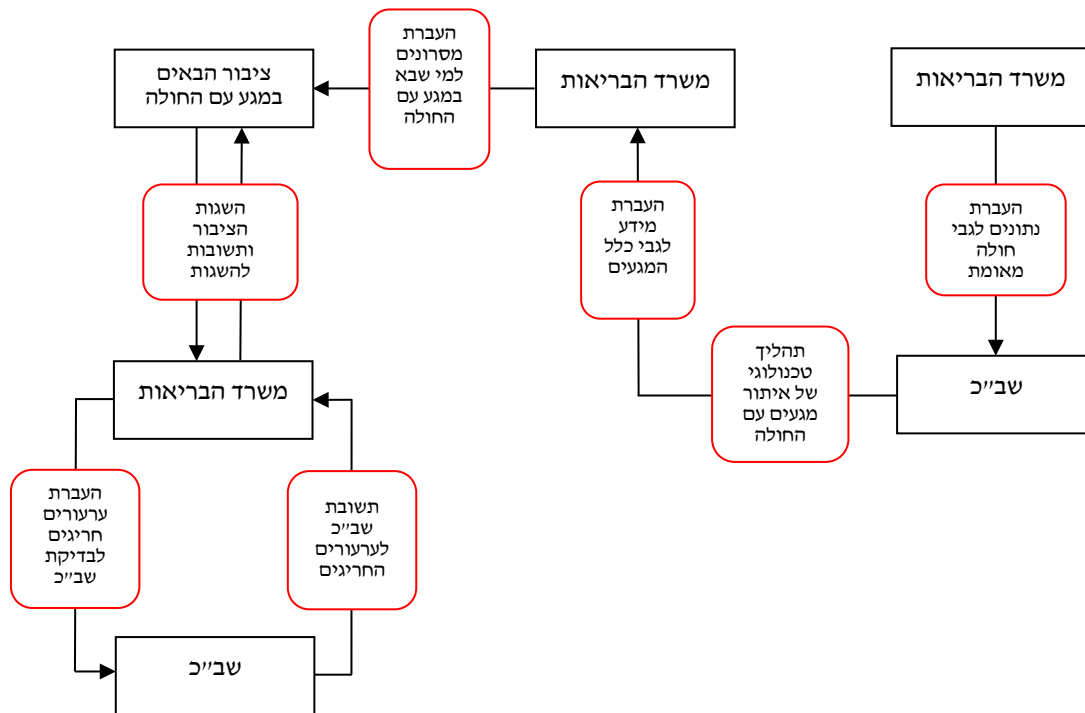 משרד הבריאות
העברת
נתונים לגבי
חולה
מאומת
שב״כ
תהליך
טכנולוגי
של איתור
מגעים עם
החולה
העברת
מידע
לגבי כלל
המגעים
משרד הבריאות
העברת
מסרונים
למי שבא
במגע עם
החולה
ציבור הבאים
במגע עם החולה
השגות
הציבור
ותשובות
להשגות
משרד הבריאות
העברת
ערעורים
חריגים
לבדיקת
שב״כ
שב״כ
תשובת
שב״כ
לערעורים
החריגים